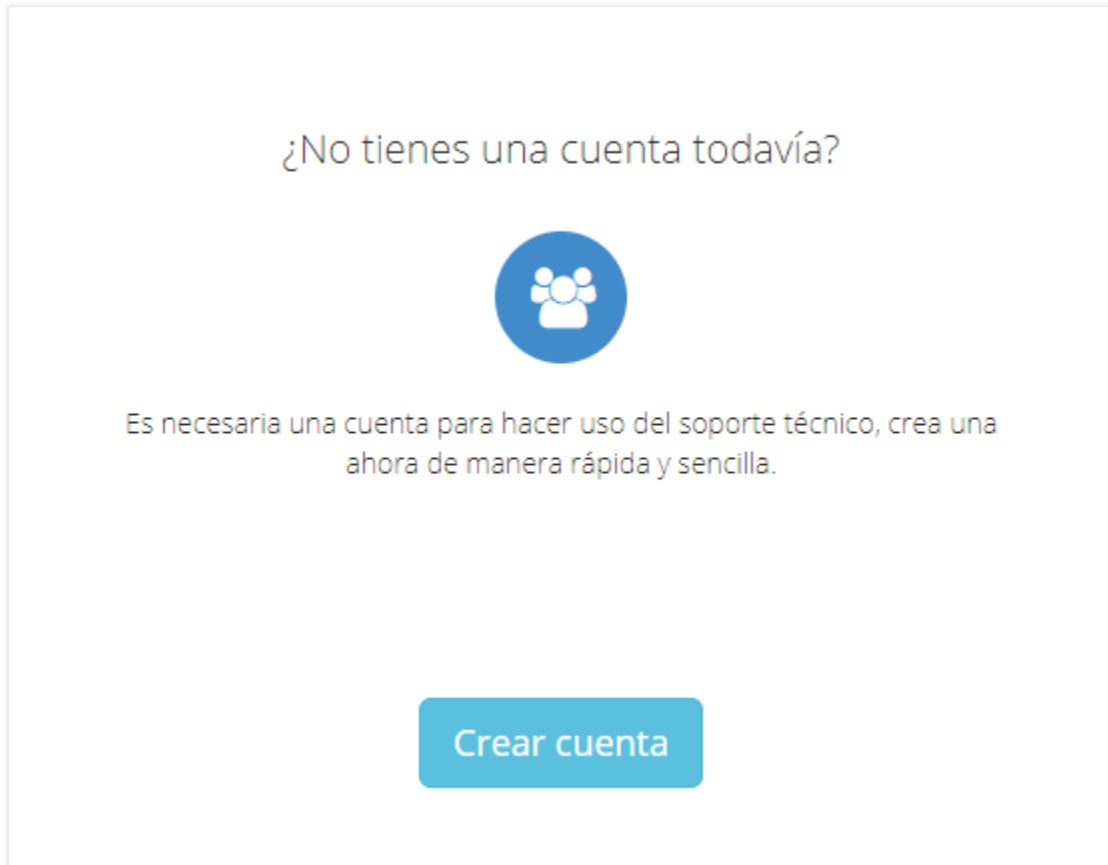 ¿No tienes una cuenta todavía?
Es necesaria una cuenta para hacer uso del soporte técnico, crea una
ahora de manera rápida y sencilla.
Crear cuenta